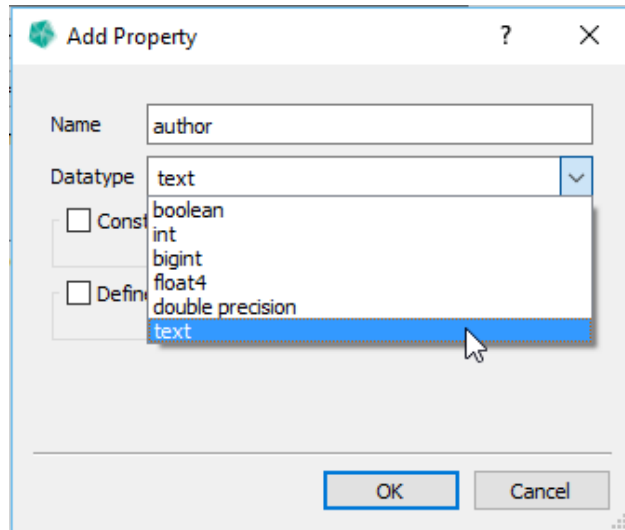 Add Property ?
Name author
Datatype text
boolean
Const
int
bigint
float4
Defin
double precision
text
OK Cancel